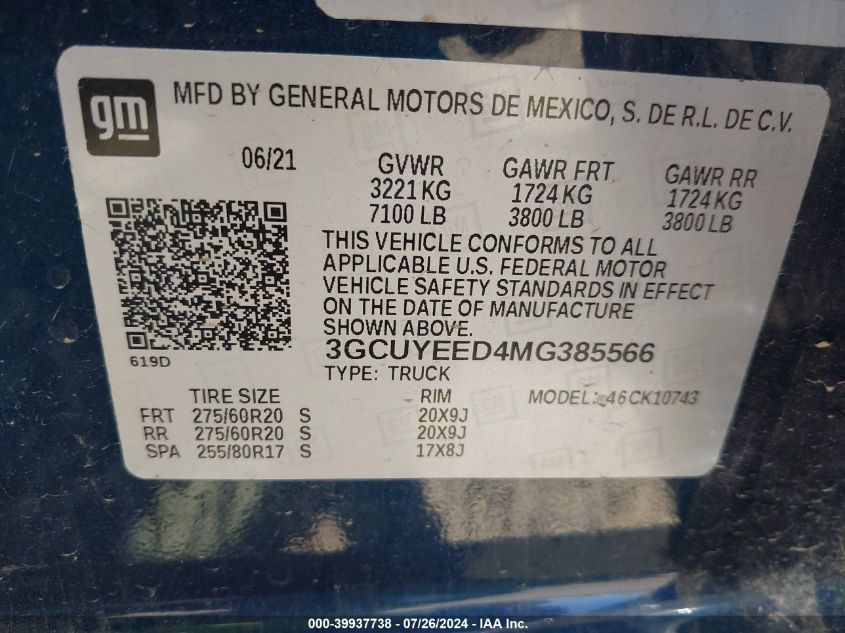 gm MFD BY GENERAL MOTORS DE MEXICO, S. DE R.L. DE C.V.
06/21 GVWR GAWR FRT GAWR RR
3221 KG 1724 KG 1724 KG
7100 LB 3800 LB 3800 LB
THIS VEHICLE CONFORMS TO ALL
APPLICABLE U.S. FEDERAL MOTOR
VEHICLE SAFETY STANDARDS IN EFFECT
ON THE DATE OF MANUFACTURE
SHOWN ABOVE.
3GCUYEED4MG385566
619D TYPE: TRUCK
TIRE SIZE RIM MODEL: 46CK10743
FRT 275/60R20 S 20X9J
RR 275/60R20 S 20X9J
SPA 255/80R17 S 17X8J
000-39937738 - 07/26/2024 - IAA Inc.